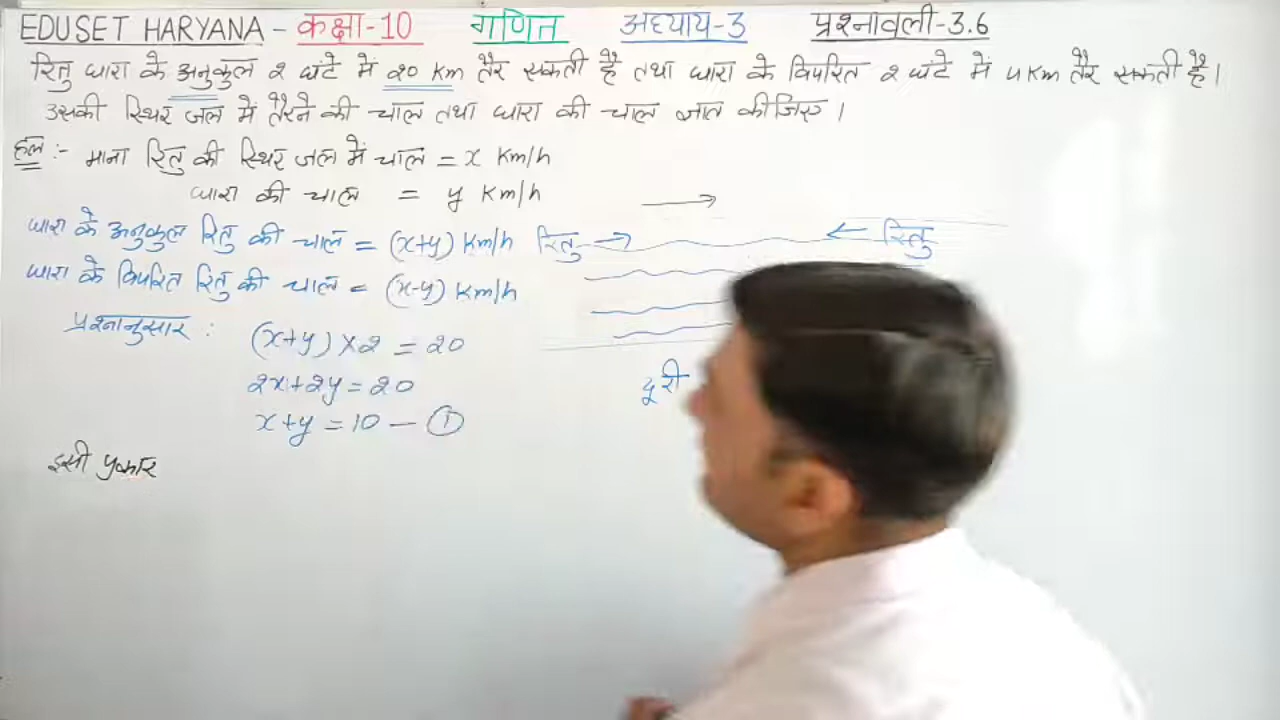 EDUSET HARYANA - कक्षा-10 गणित अध्याय-3 प्रश्नावली-3.6
रितु धारा के अनुकुल 2 घंटे में 20 Km तैर सकती है तथा धारा के विपरित 2 घंटे में 4 Km तैर सकती है।
उसकी स्थिर जल में तैरने की चाल तथा धारा की चाल ज्ञात कीजिए।
हल :- माना रितु की स्थिर जल में चाल = x Km/h
धारा की चाल = y Km/h
धारा के अनुकुल रितु की चाल = (x+y) Km/h रितु → ← रितु
धारा के विपरित रितु की चाल = (x-y) Km/h
प्रश्नानुसार : (x+y) × 2 = 20
2x+2y = 20
दूरी
x+y = 10 — ①
इसी प्रकार